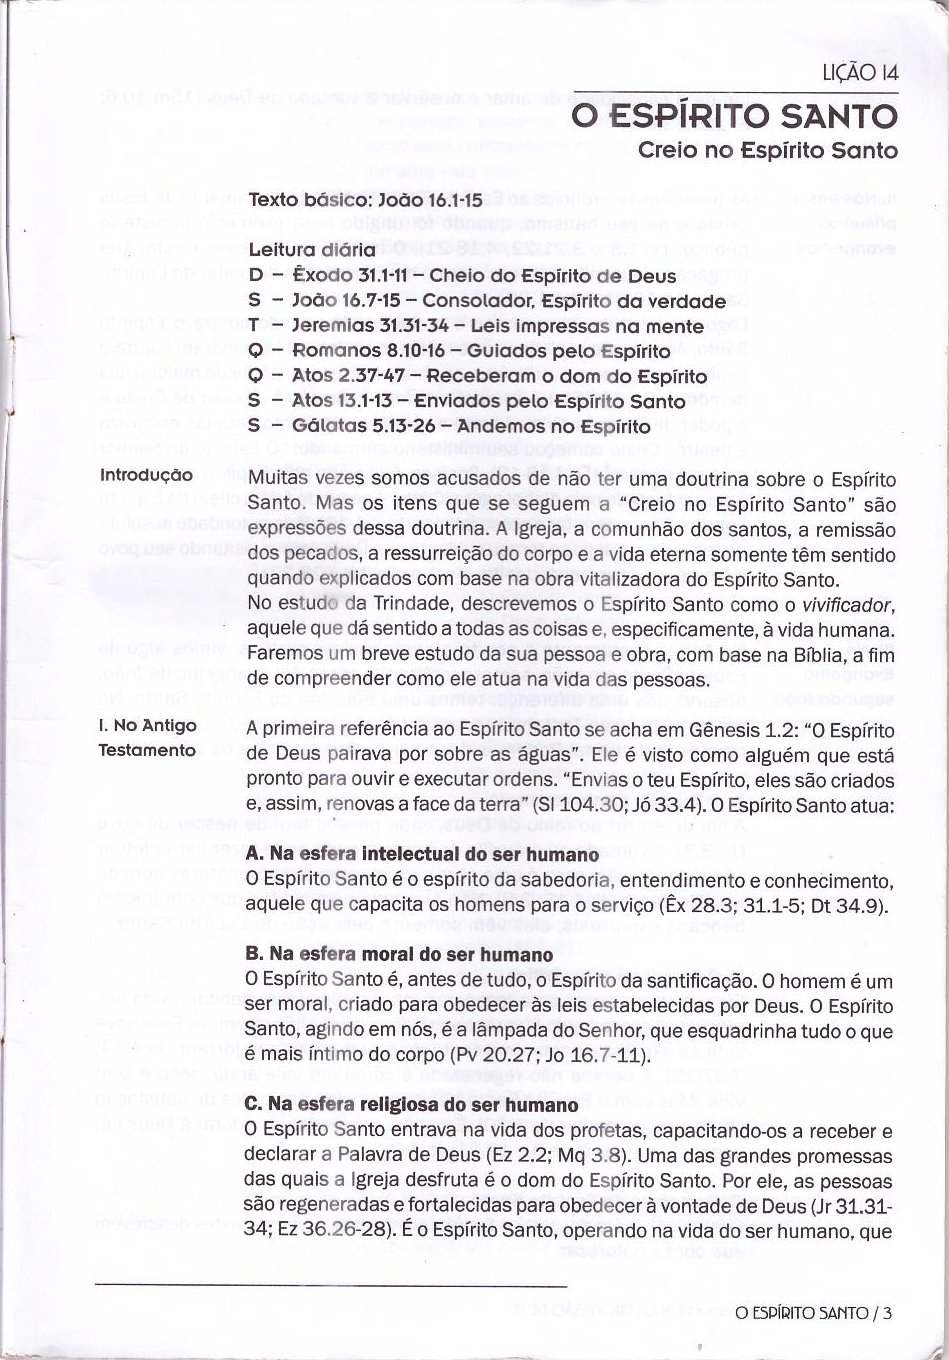 LIÇÃO 14
O ESPÍRITO SANTO
Creio no Espírito Santo
Texto básico: João 16.1-15
Leitura diária
D – Êxodo 31.1-11 – Cheio do Espírito de Deus
S – João 16.7-15 – Consolador, Espírito da verdade
T – Jeremias 31.31-34 – Leis impressas na mente
Q – Romanos 8.10-16 – Guiados pelo Espírito
Q – Atos 2.37-47 – Receberam o dom do Espírito
S – Atos 13.1-13 – Enviados pelo Espírito Santo
S – Gálatas 5.13-26 – Andemos no Espírito
Introdução
Muitas vezes somos acusados de não ter uma doutrina sobre o Espírito
Santo. Mas os itens que se seguem a “Creio no Espírito Santo” são
expressões dessa doutrina. A Igreja, a comunhão dos santos, a remissão
dos pecados, a ressurreição do corpo e a vida eterna somente têm sentido
quando explicados com base na obra vitalizadora do Espírito Santo.
No estudo da Trindade, descrevemos o Espírito Santo como o vivificador,
aquele que dá sentido a todas as coisas e, especificamente, à vida humana.
Faremos um breve estudo da sua pessoa e obra, com base na Bíblia, a fim
de compreender como ele atua na vida das pessoas.
I. No Antigo
Testamento
A primeira referência ao Espírito Santo se acha em Gênesis 1.2: “O Espírito
de Deus pairava por sobre as águas”. Ele é visto como alguém que está
pronto para ouvir e executar ordens. “Envias o teu Espírito, eles são criados
e, assim, renovas a face da terra” (Sl 104.30; Jó 33.4). O Espírito Santo atua:
A. Na esfera intelectual do ser humano
O Espírito Santo é o espírito da sabedoria, entendimento e conhecimento,
aquele que capacita os homens para o serviço (Êx 28.3; 31.1-5; Dt 34.9).
B. Na esfera moral do ser humano
O Espírito Santo é, antes de tudo, o Espírito da santificação. O homem é um
ser moral, criado para obedecer às leis estabelecidas por Deus. O Espírito
Santo, agindo em nós, é a lâmpada do Senhor, que esquadrinha tudo o que
é mais íntimo do corpo (Pv 20.27; Jo 16.7-11).
C. Na esfera religiosa do ser humano
O Espírito Santo entrava na vida dos profetas, capacitando-os a receber e
declarar a Palavra de Deus (Ez 2.2; Mq 3.8). Uma das grandes promessas
das quais a Igreja desfruta é o dom do Espírito Santo. Por ele, as pessoas
são regeneradas e fortalecidas para obedecer à vontade de Deus (Jr 31.31-
34; Ez 36.26-28). É o Espírito Santo, operando na vida do ser humano, que
O ESPÍRITO SANTO / 3